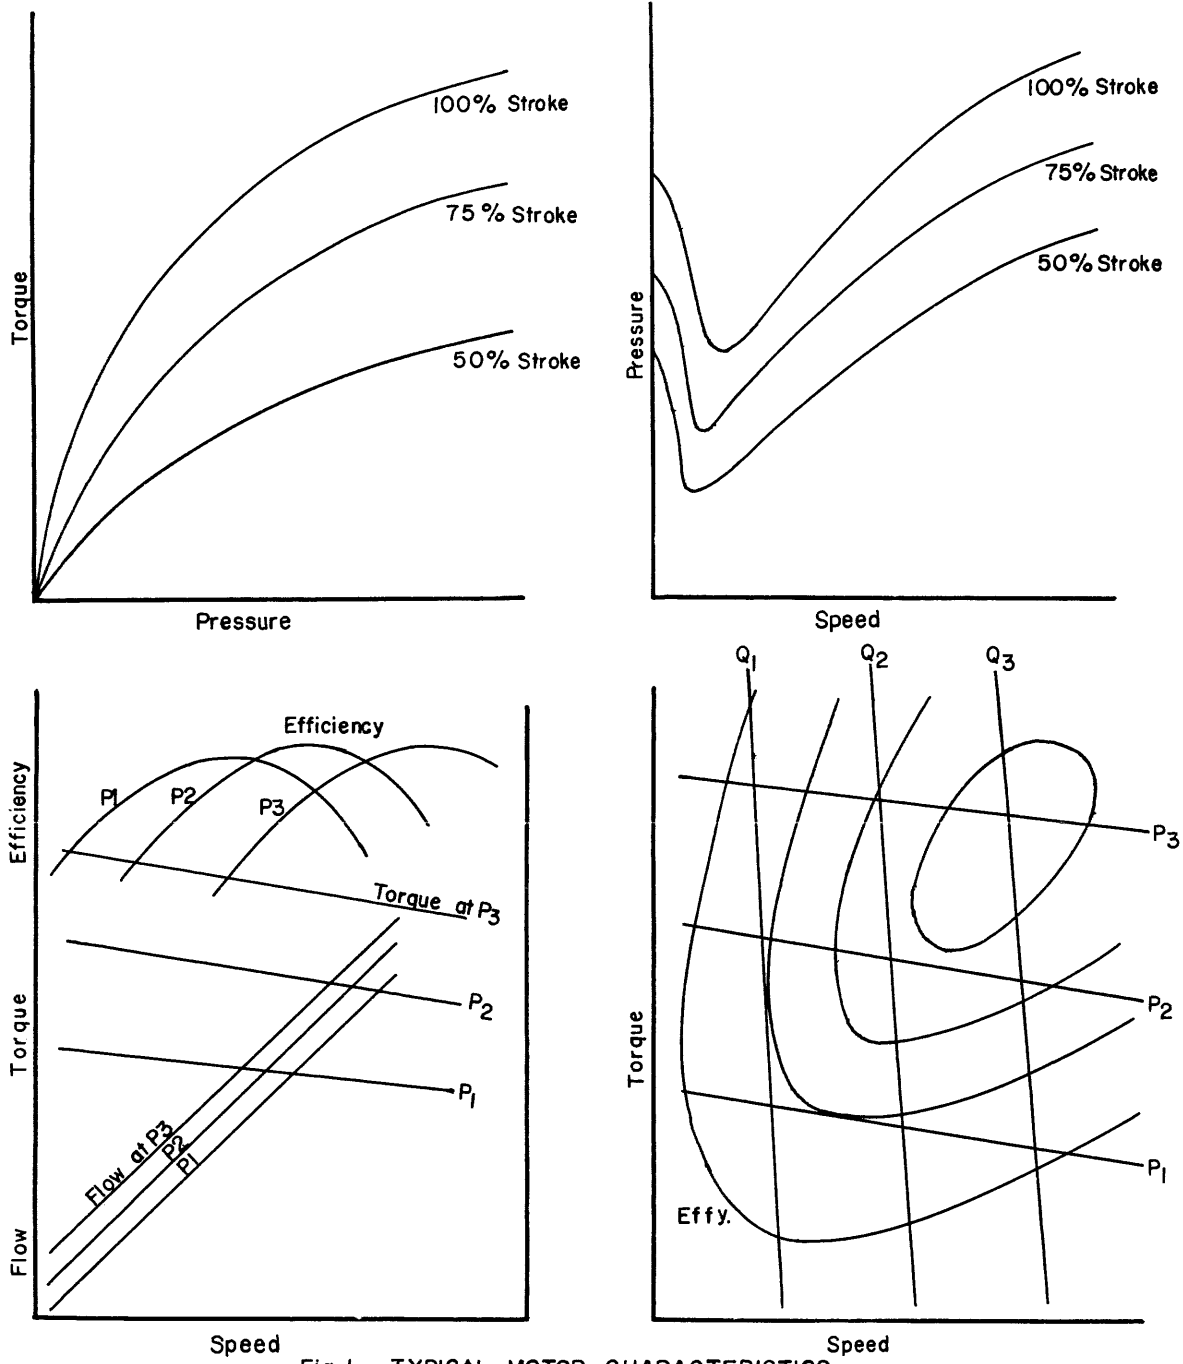 Torque
100% Stroke
75% Stroke
50% Stroke
Pressure
Pressure
100% Stroke
75% Stroke
50% Stroke
Speed
Efficiency
Torque
Flow
Efficiency
P1
P2
P3
Torque at P3
P2
P1
Flow at P3
P2
P1
Speed
Torque
Q1
Q2
Q3
P3
P2
P1
Effy.
Speed
Fig. 1. TYPICAL MOTOR CHARACTERISTICS